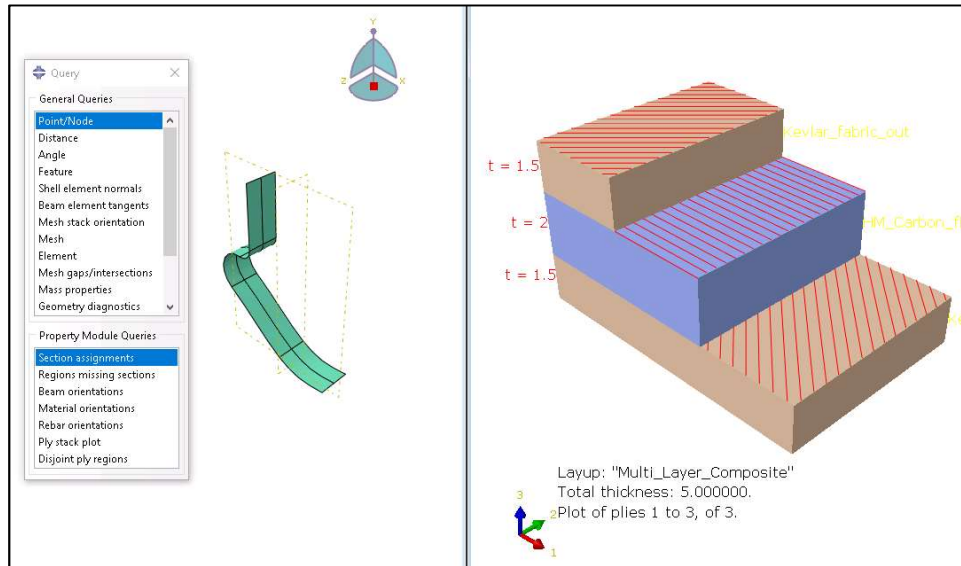 Query
General Queries
Point/Node
Distance
Angle
Feature
Shell element normals
Beam element tangents
Mesh stack orientation
Mesh
Element
Mesh gaps/intersections
Mass properties
Geometry diagnostics
Property Module Queries
Section assignments
Regions missing sections
Beam orientations
Material orientations
Rebar orientations
Ply stack plot
Disjoint ply regions
Y
Z
X
Kevlar_fabric_out
t = 1.5
t = 2
HM_Carbon_fi
t = 1.5
Ke
Layup: "Multi_Layer_Composite"
Total thickness: 5.000000.
Plot of plies 1 to 3, of 3.
3
2
1